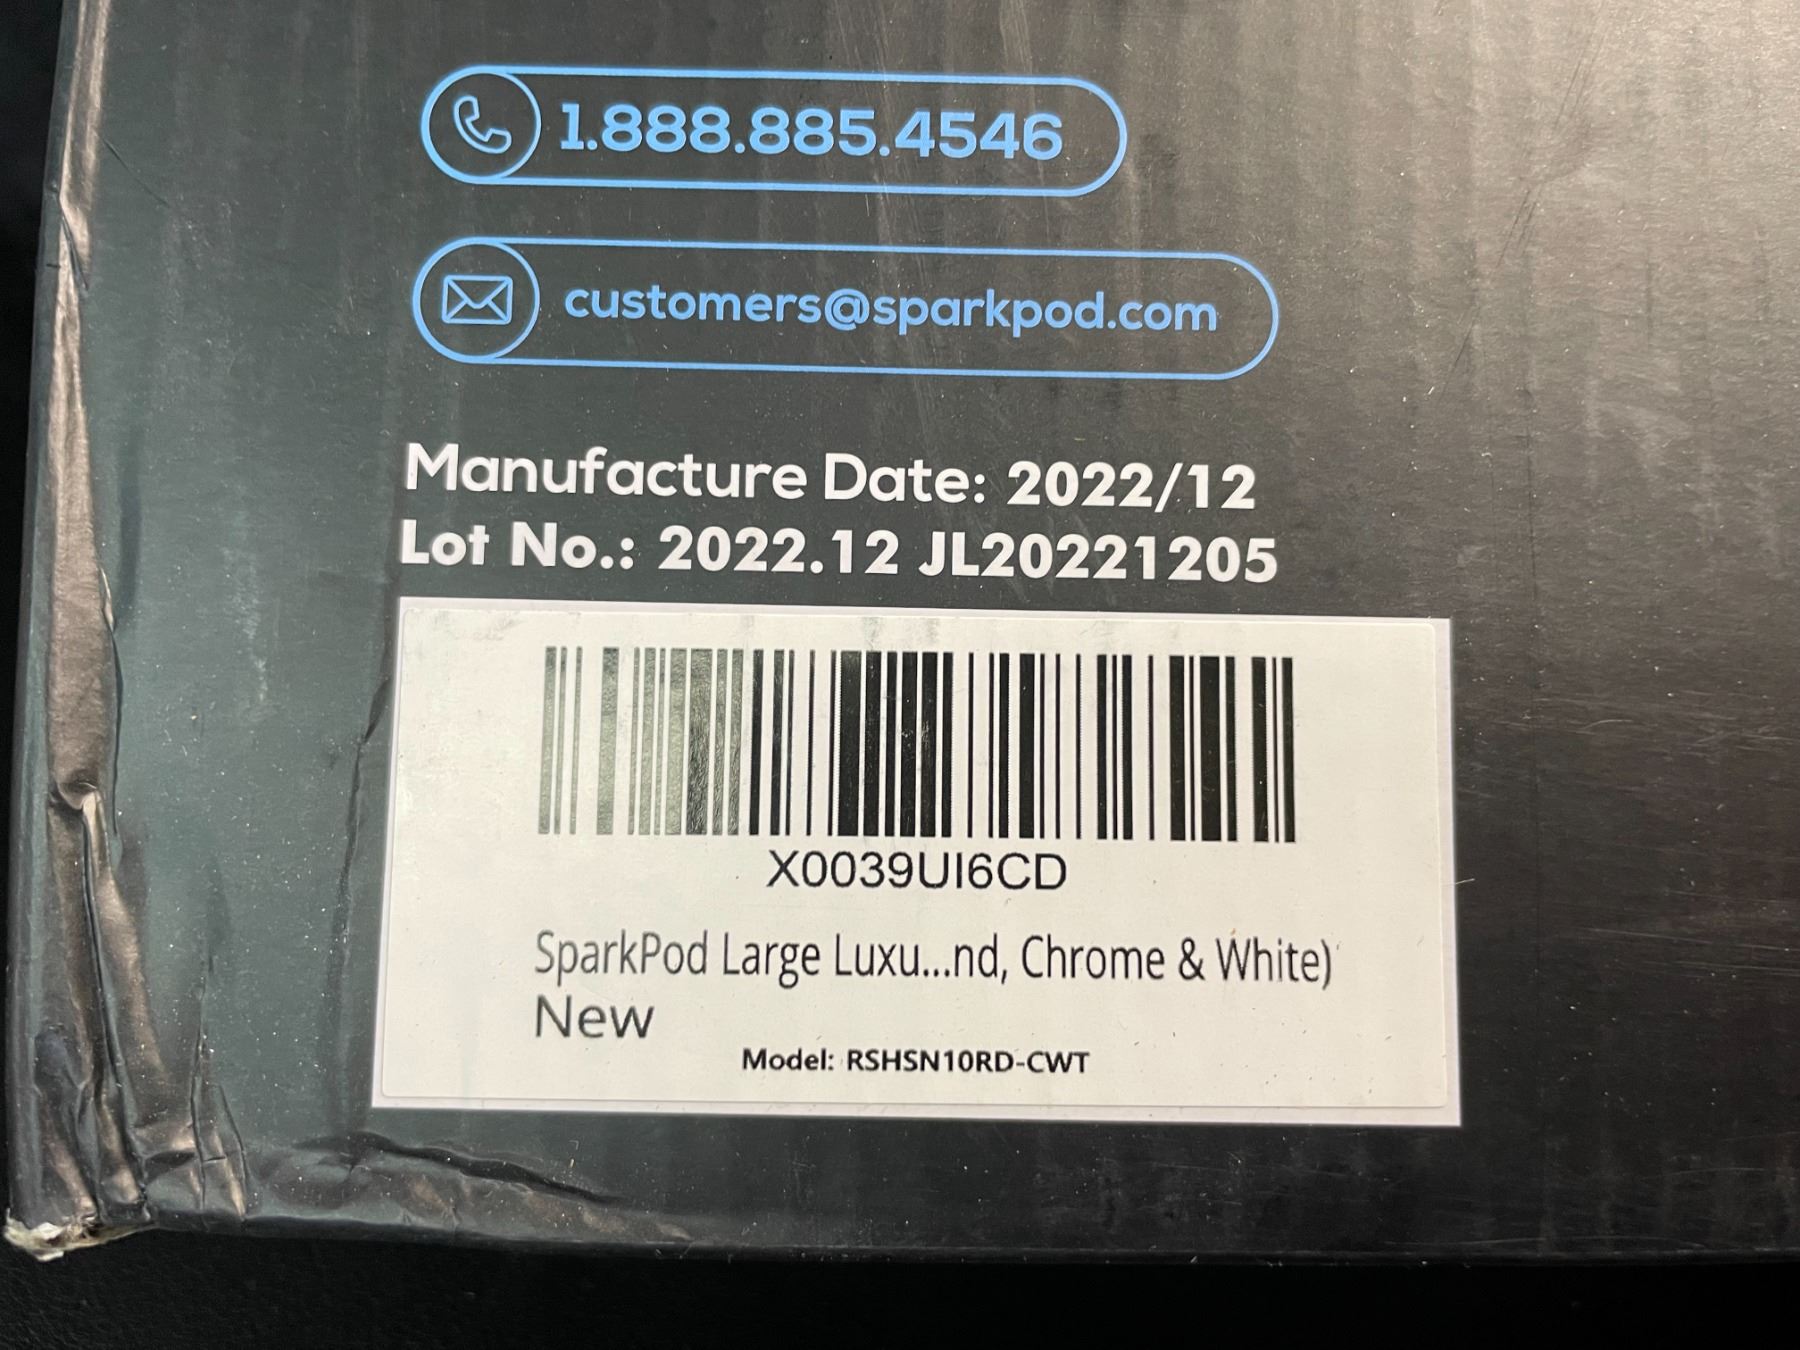 1.888.885.4546
customers@sparkpod.com
Manufacture Date: 2022/12
Lot No.: 2022.12 JL20221205
X0039UI6CD
SparkPod Large Luxu...nd, Chrome & White)
New
Model: RSHSN10RD-CWT